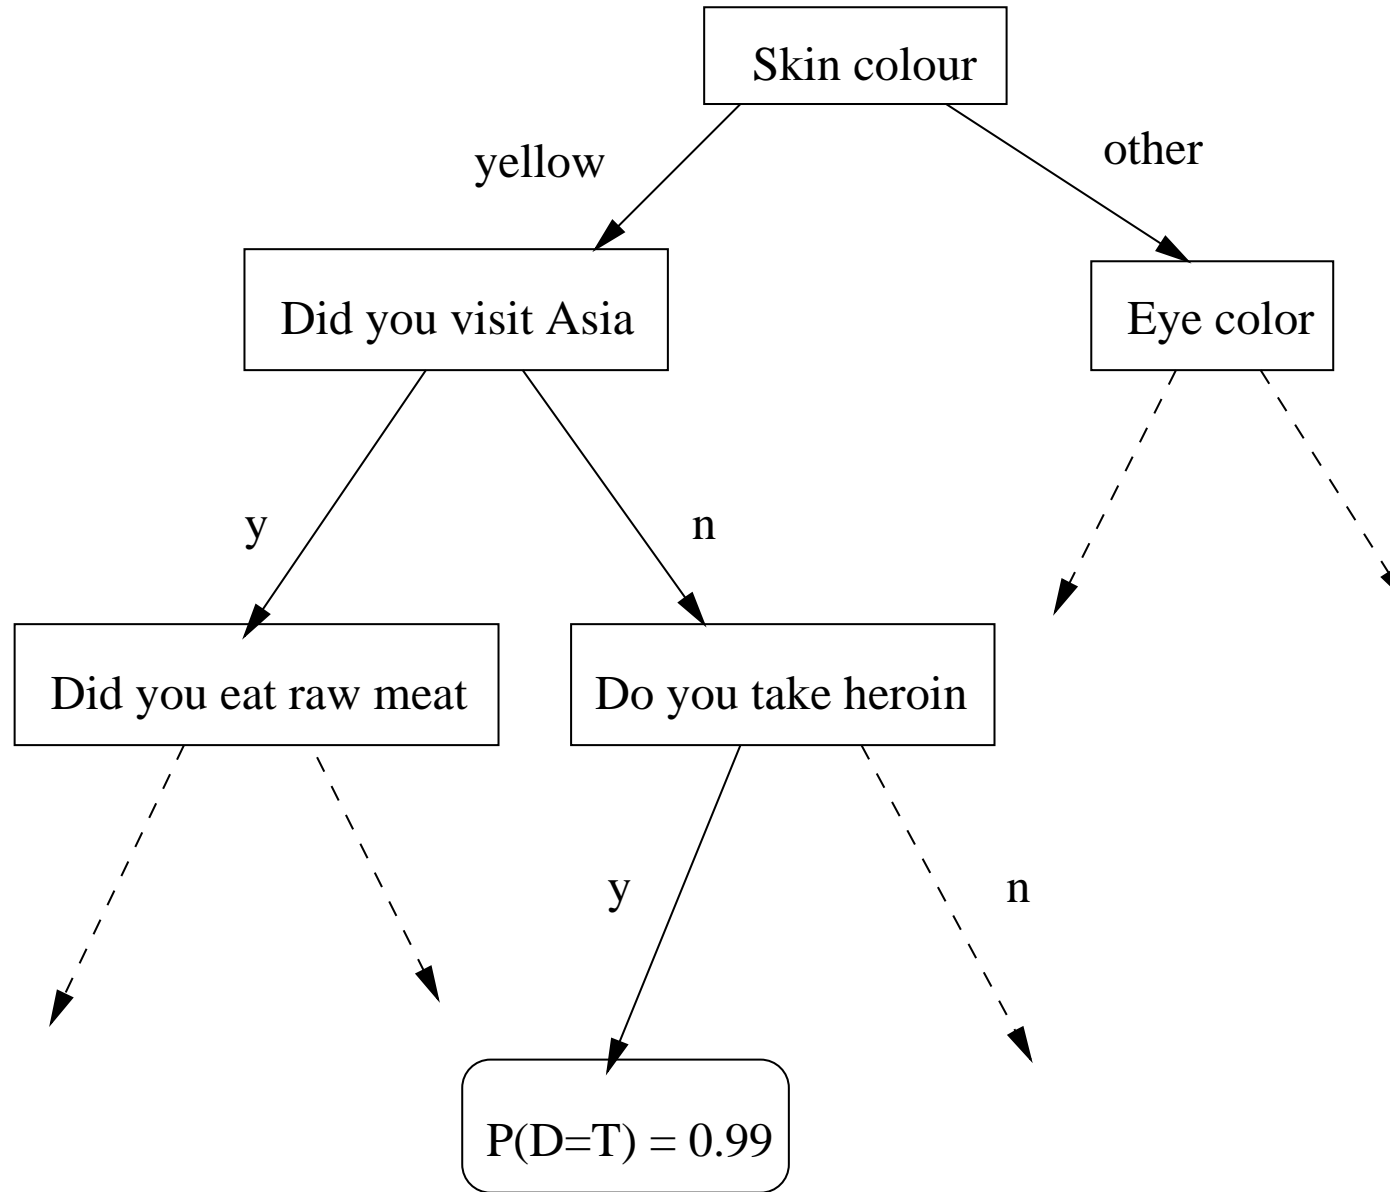 Skin colour
yellow
other
Did you visit Asia
Eye color
y
n
Did you eat raw meat
Do you take heroin
y
n
P(D=T) = 0.99